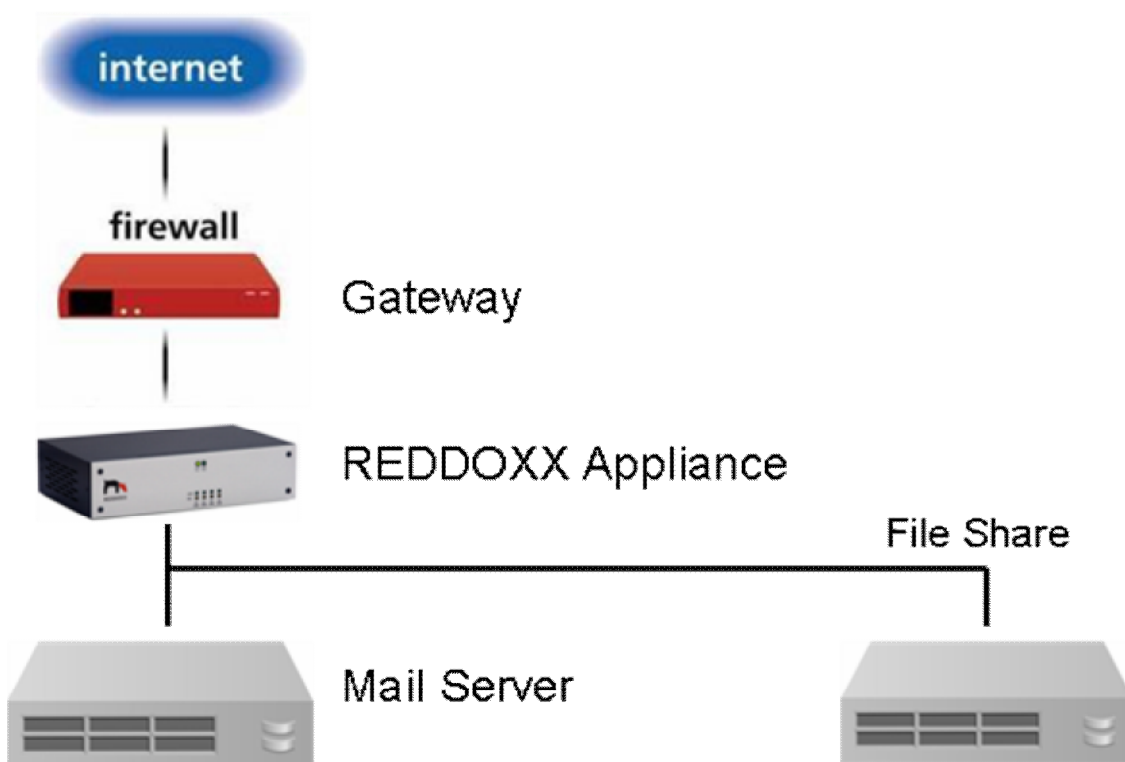 internet
firewall
Gateway
REDDOXX Appliance
File Share
Mail Server